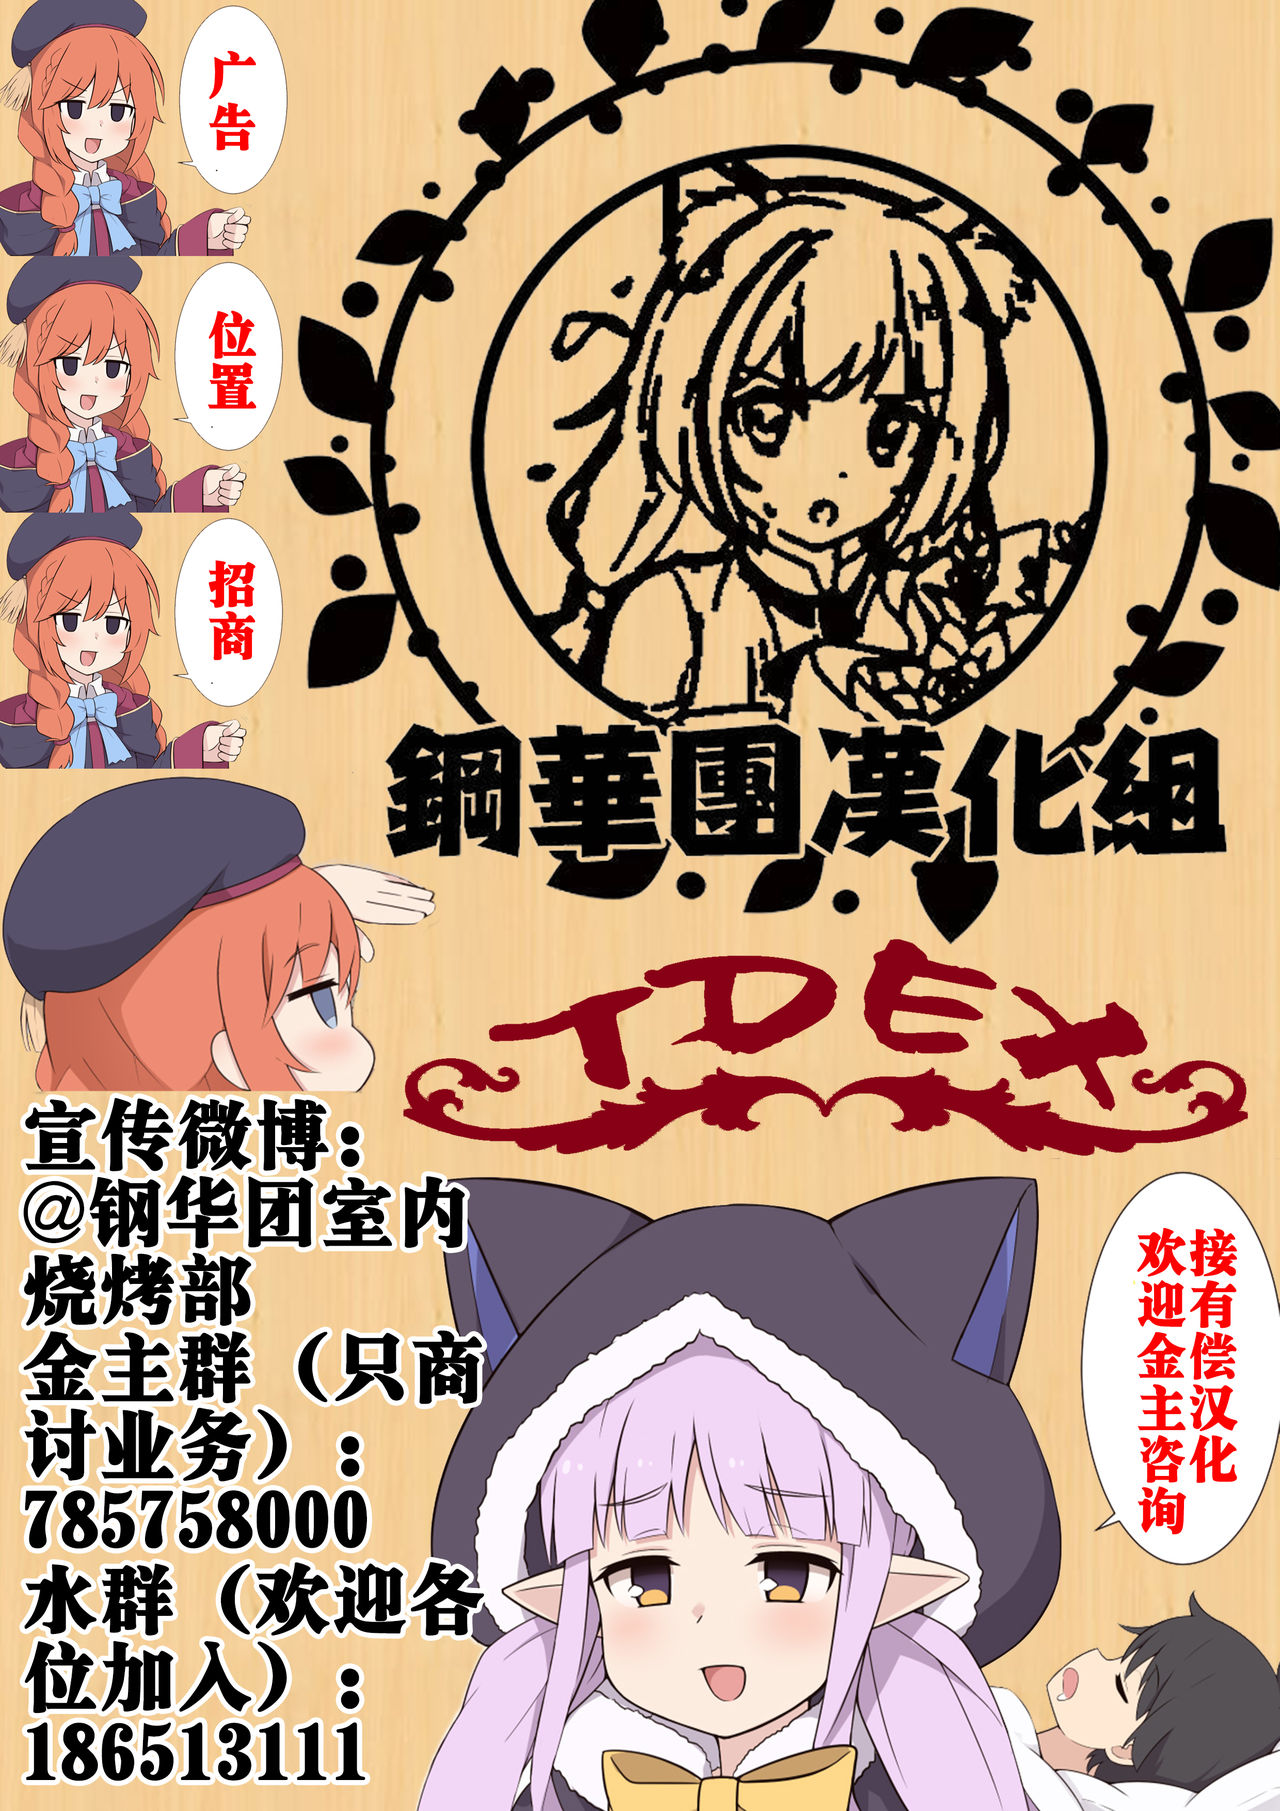 广告
位置
招商
鋼華團漢化組
TDEX
宣传微博：
@钢华团室内
烧烤部
金主群（只商
讨业务）：
785758000
水群（欢迎各
位加入）：
186513111
接有偿汉化
欢迎金主咨询